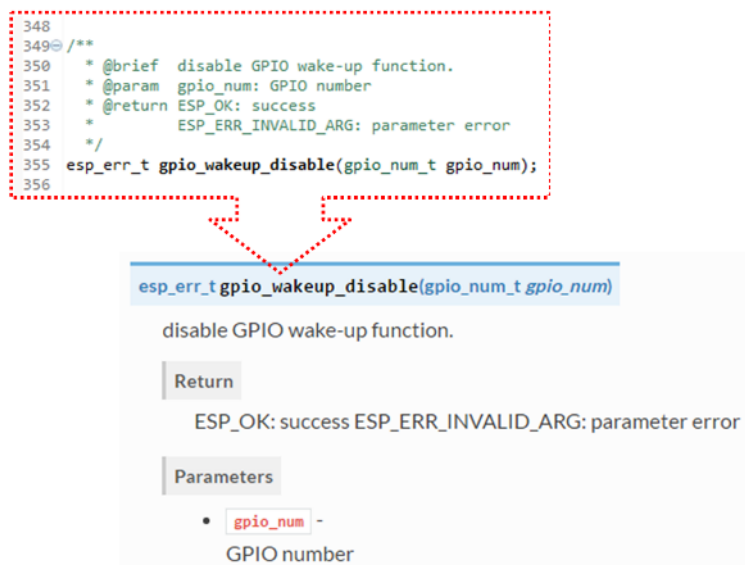 348
349 /**
350 * @brief disable GPIO wake-up function.
351 * @param gpio_num: GPIO number
352 * @return ESP_OK: success
353 * ESP_ERR_INVALID_ARG: parameter error
354 */
355 esp_err_t gpio_wakeup_disable(gpio_num_t gpio_num);
356
esp_err_t gpio_wakeup_disable(gpio_num_t gpio_num)
disable GPIO wake-up function.
Return
ESP_OK: success ESP_ERR_INVALID_ARG: parameter error
Parameters
• gpio_num -
GPIO number